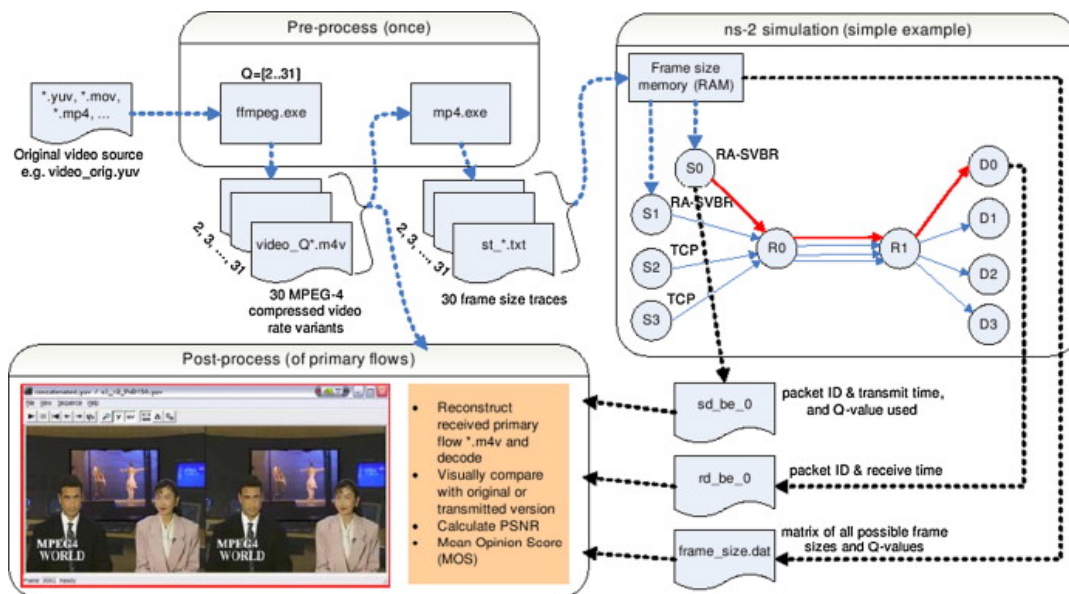 Pre-process (once)
Q=[2..31]
*.yuv, *.mov,
*.mp4, ...
ffmpeg.exe
mp4.exe
Original video source
e.g. video_orig.yuv
2, 3, ..., 31
video_Q*.m4v
30 MPEG-4
compressed video
rate variants
2, 3, ..., 31
st_*.txt
30 frame size traces
ns-2 simulation (simple example)
Frame size
memory (RAM)
S0
RA-SVBR
RA-SVBR
S1
TCP
S2
TCP
S3
R0
R1
D0
D1
D2
D3
Post-process (of primary flows)
File View Sequence Help
MPEG4
WORLD
MPEG4
WORLD
• Reconstruct
received primary
flow *.m4v and
decode
• Visually compare
with original or
transmitted version
• Calculate PSNR
• Mean Opinion Score
(MOS)
sd_be_0
packet ID & transmit time,
and Q-value used
rd_be_0
packet ID & receive time
frame_size.dat
matrix of all possible frame
sizes and Q-values